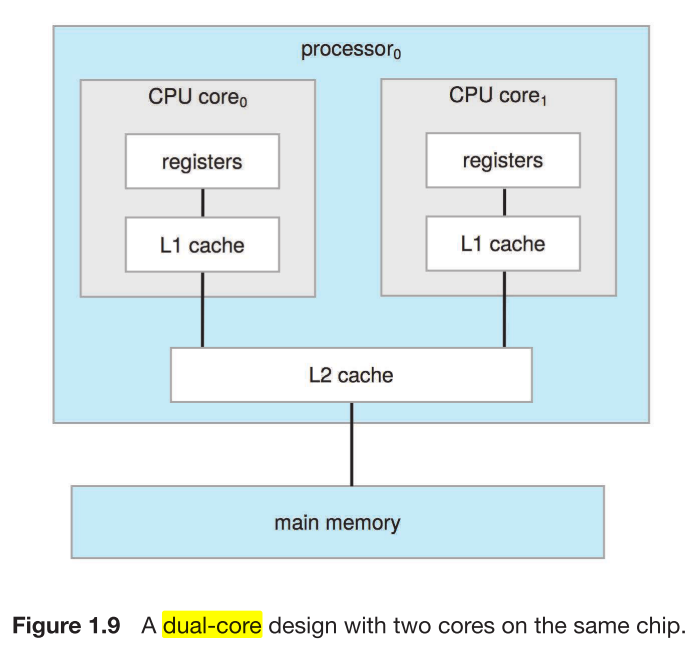 processor₀
CPU core₀
CPU core₁
registers
registers
L1 cache
L1 cache
L2 cache
main memory
Figure 1.9 A dual-core design with two cores on the same chip.